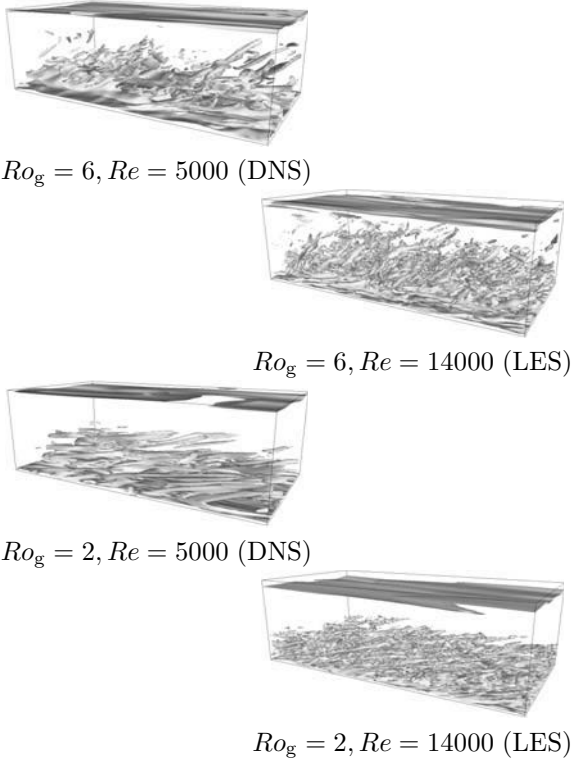 Ro_g = 6, Re = 5000 (DNS)
Ro_g = 6, Re = 14000 (LES)
Ro_g = 2, Re = 5000 (DNS)
Ro_g = 2, Re = 14000 (LES)